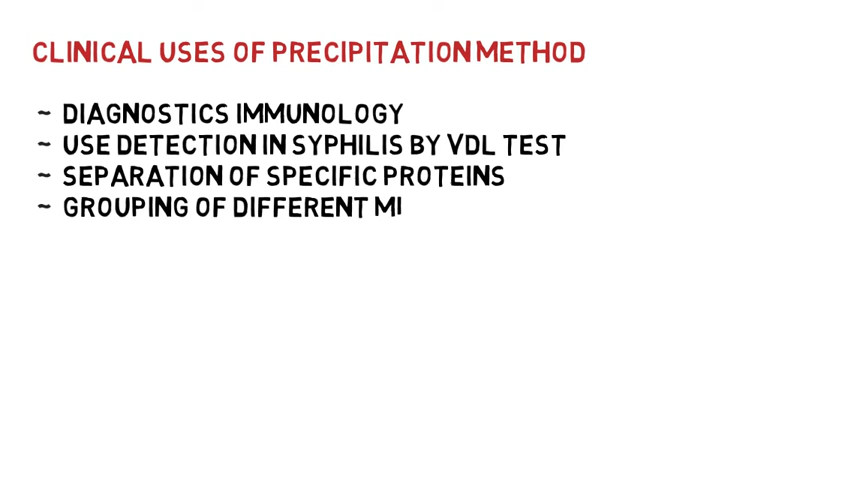 CLINICAL USES OF PRECIPITATION METHOD
~ DIAGNOSTICS IMMUNOLOGY
~ USE DETECTION IN SYPHILIS BY VDL TEST
~ SEPARATION OF SPECIFIC PROTEINS
~ GROUPING OF DIFFERENT MI